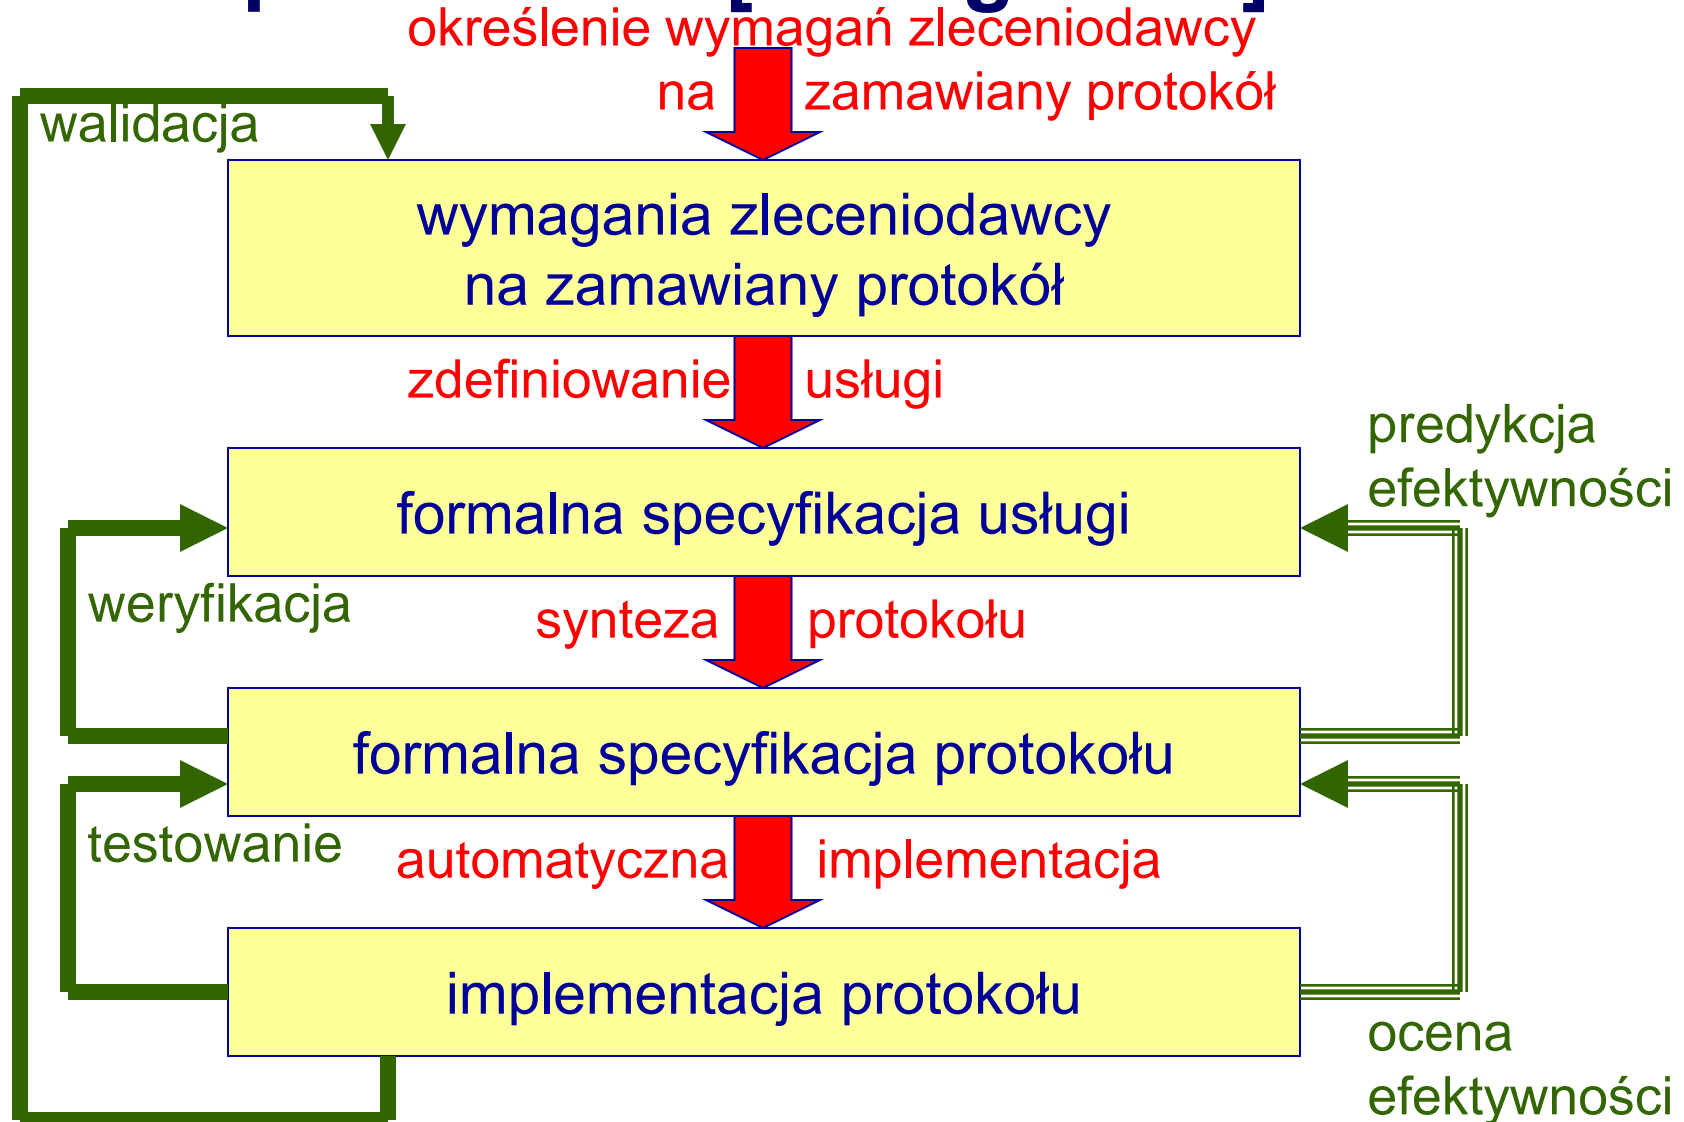 określenie wymagań zleceniodawcy
na zamawiany protokół
walidacja
wymagania zleceniodawcy
na zamawiany protokół
zdefiniowanie usługi
predykcja
efektywności
formalna specyfikacja usługi
weryfikacja
synteza protokołu
formalna specyfikacja protokołu
testowanie
automatyczna implementacja
implementacja protokołu
ocena
efektywności